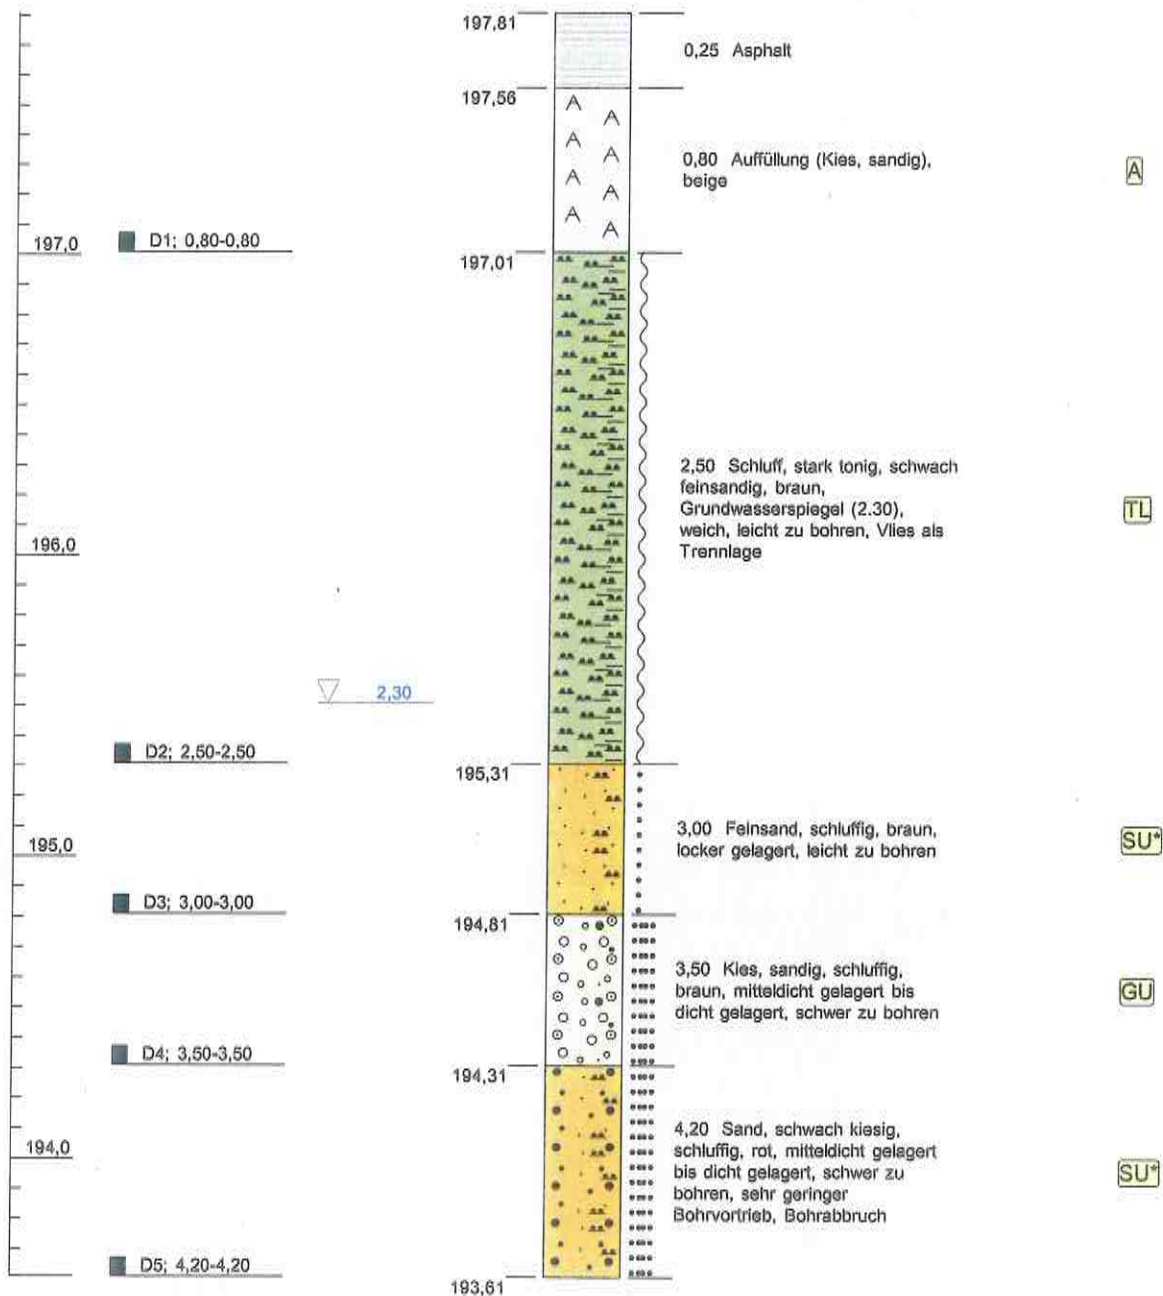 197,81
0,25 Asphalt
197,56
0,80 Auffüllung (Kies, sandig),
beige
A
197,0
D1; 0,80-0,80
197,01
2,50 Schluff, stark tonig, schwach
feinsandig, braun,
Grundwasserspiegel (2.30),
weich, leicht zu bohren, Vlies als
Trennlage
TL
196,0
2,30
D2; 2,50-2,50
195,31
3,00 Feinsand, schluffig, braun,
locker gelagert, leicht zu bohren
SU*
195,0
D3; 3,00-3,00
194,81
3,50 Kies, sandig, schluffig,
braun, mitteldicht gelagert bis
dicht gelagert, schwer zu bohren
GU
D4; 3,50-3,50
194,31
4,20 Sand, schwach kiesig,
schluffig, rot, mitteldicht gelagert
bis dicht gelagert, schwer zu
bohren, sehr geringer
Bohrvortrieb, Bohrabbruch
SU*
194,0
D5; 4,20-4,20
193,61